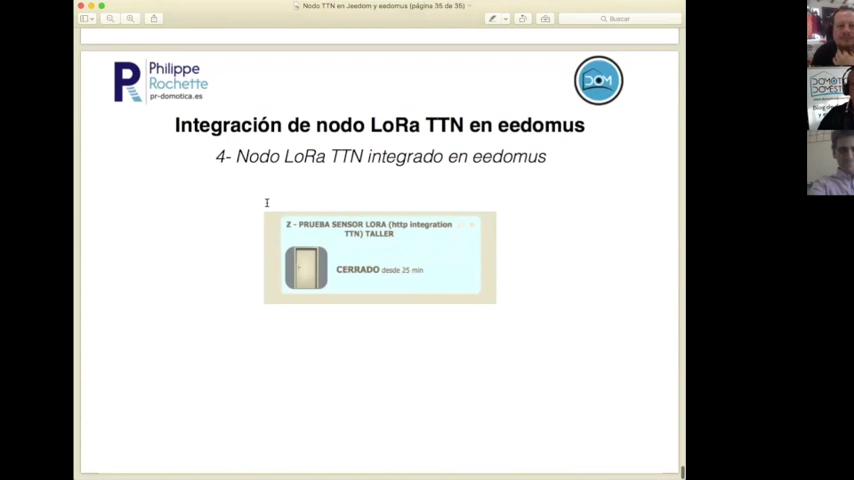 Nodo TTN en Jeedom y eedomus (página 35 de 35)
Buscar
Philippe
Rochette
pr-domotica.es
DOM
Integración de nodo LoRa TTN en eedomus
4- Nodo LoRa TTN integrado en eedomus
Z - PRUEBA SENSOR LORA (http integration
TTN) TALLER
CERRADO desde 25 min